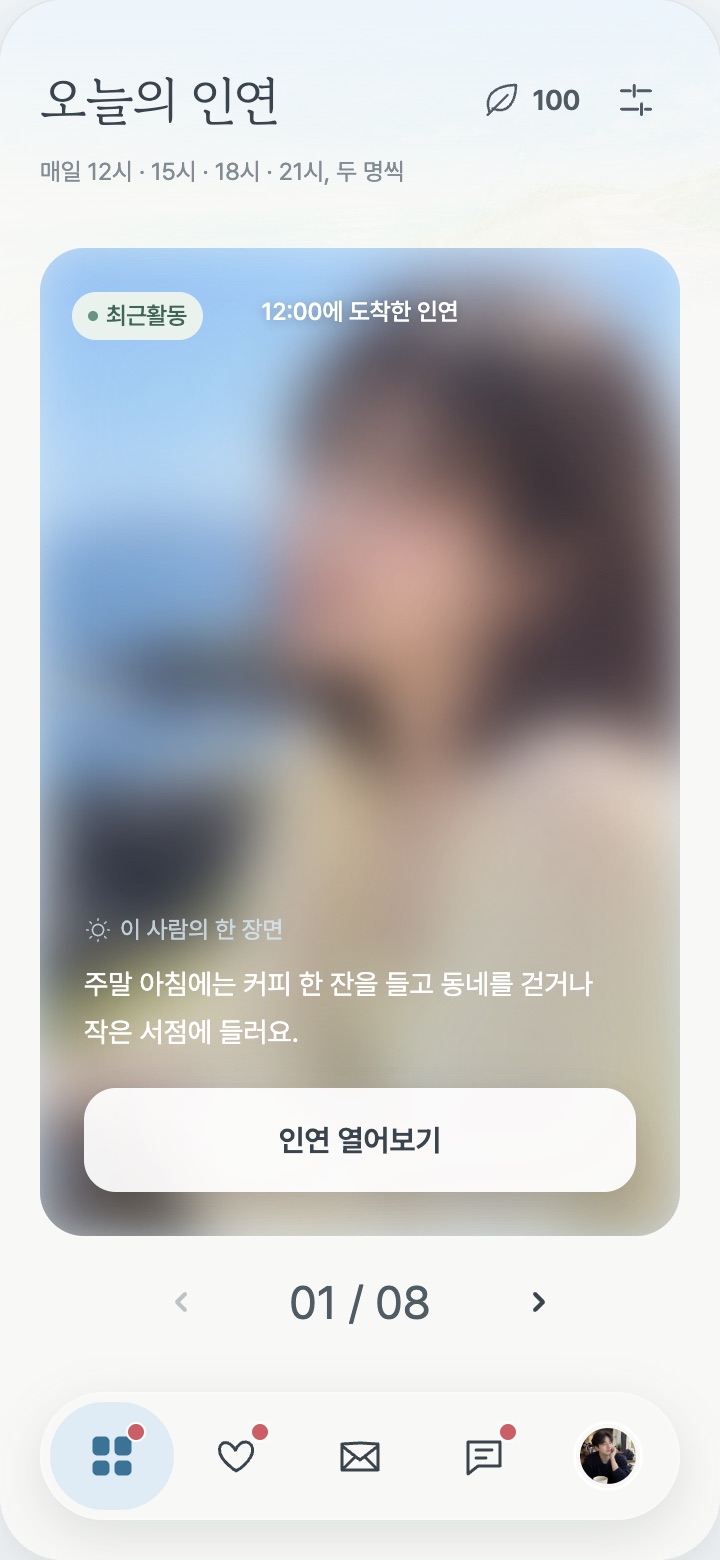 오늘의 인연
100
매일 12시 · 15시 · 18시 · 21시, 두 명씩
최근활동
12:00에 도착한 인연
이 사람의 한 장면
주말 아침에는 커피 한 잔을 들고 동네를 걷거나
작은 서점에 들러요.
인연 열어보기
01 / 08